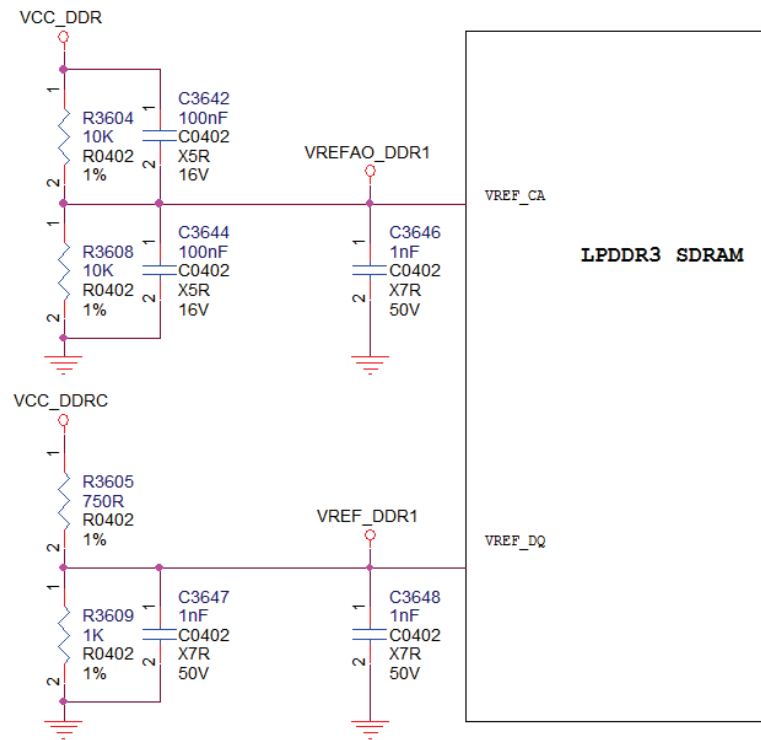 VCC_DDR
1
R3604
10K
R0402
1%
2
1
C3642
100nF
C0402
X5R
16V
2
VREFAO_DDR1
VREF_CA
1
R3608
10K
R0402
1%
2
1
C3644
100nF
C0402
X5R
16V
2
1
C3646
1nF
C0402
X7R
50V
2
LPDDR3 SDRAM
VCC_DDRC
1
R3605
750R
R0402
1%
2
VREF_DDR1
VREF_DQ
1
R3609
1K
R0402
1%
2
1
C3647
1nF
C0402
X7R
50V
2
1
C3648
1nF
C0402
X7R
50V
2